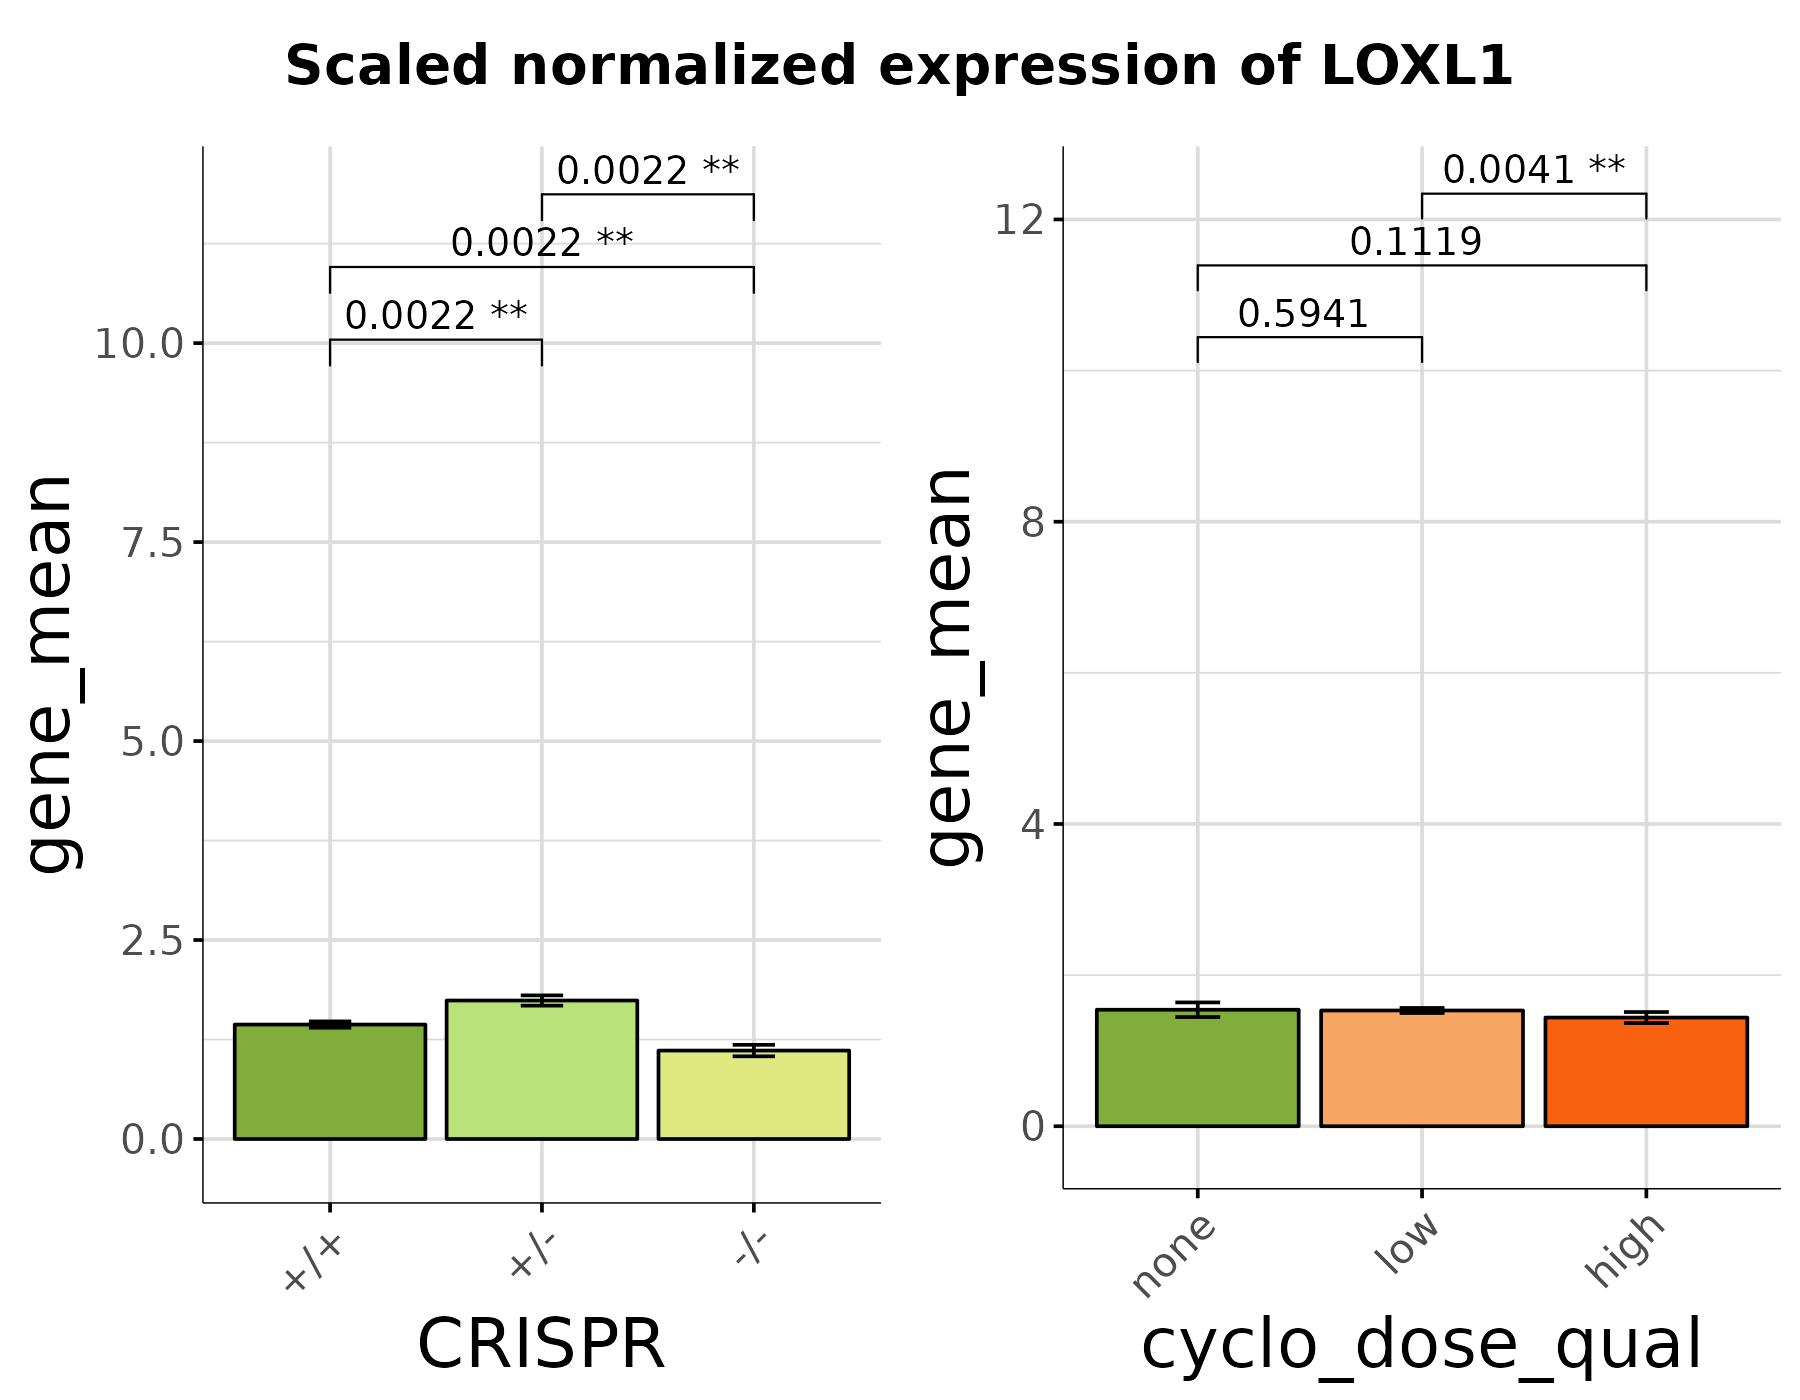 Scaled normalized expression of LOXL1
gene_mean
10.0
7.5
5.0
2.5
0.0
0.0022 **
0.0022 **
0.0022 **
+/+
+/-
-/-
CRISPR
gene_mean
12
8
4
0
0.0041 **
0.1119
0.5941
none
low
high
cyclo_dose_qual